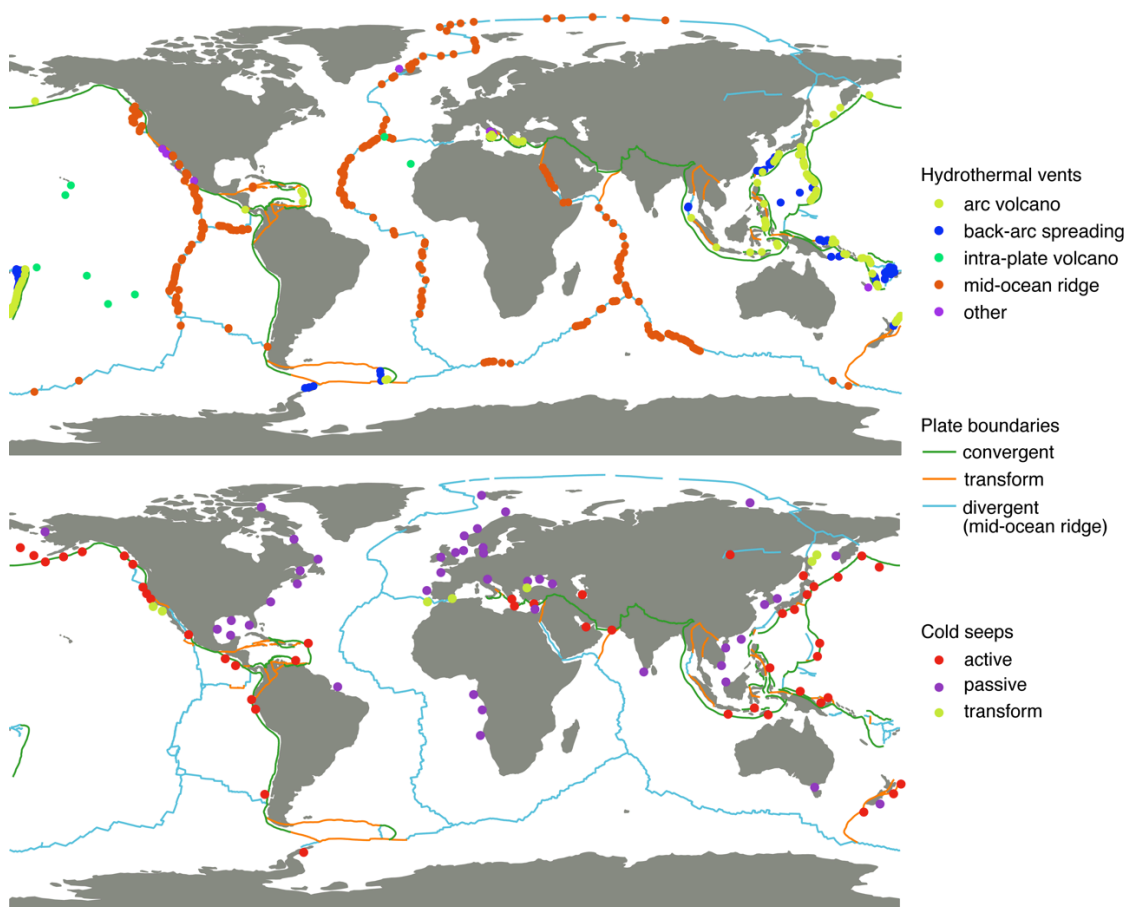 Hydrothermal vents
arc volcano
back-arc spreading
intra-plate volcano
mid-ocean ridge
other
Plate boundaries
convergent
transform
divergent
(mid-ocean ridge)
Cold seeps
active
passive
transform